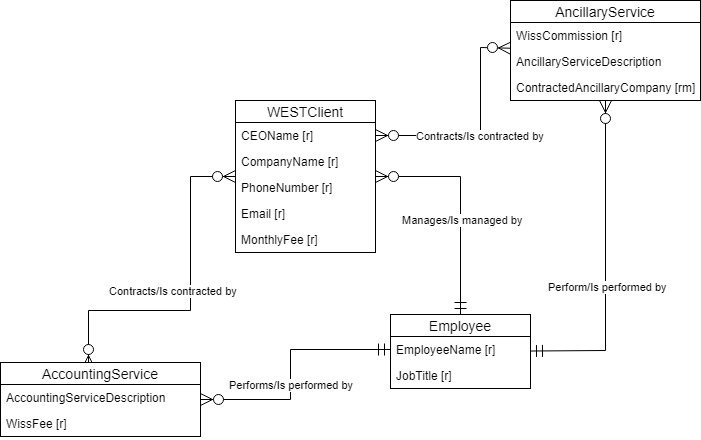 AncillaryService
WissCommission [r]
AncillaryServiceDescription
ContractedAncillaryCompany [rm]
WESTClient
CEOName [r]
CompanyName [r]
PhoneNumber [r]
Email [r]
MonthlyFee [r]
Contracts/Is contracted by
Manages/Is managed by
Contracts/Is contracted by
Perform/Is performed by
Employee
EmployeeName [r]
JobTitle [r]
AccountingService
AccountingServiceDescription
WissFee [r]
Performs/Is performed by